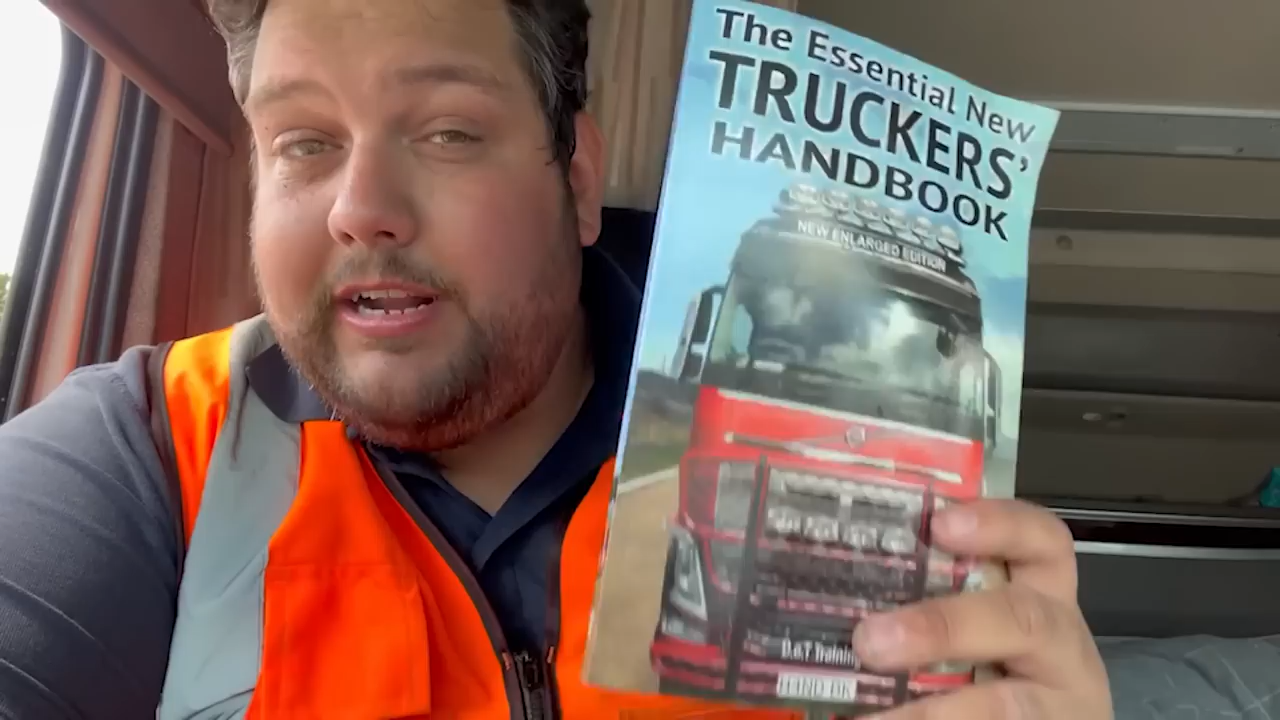 The Essential New
TRUCKERS'
HANDBOOK
NEW ENLARGED EDITION
D.o.T Training